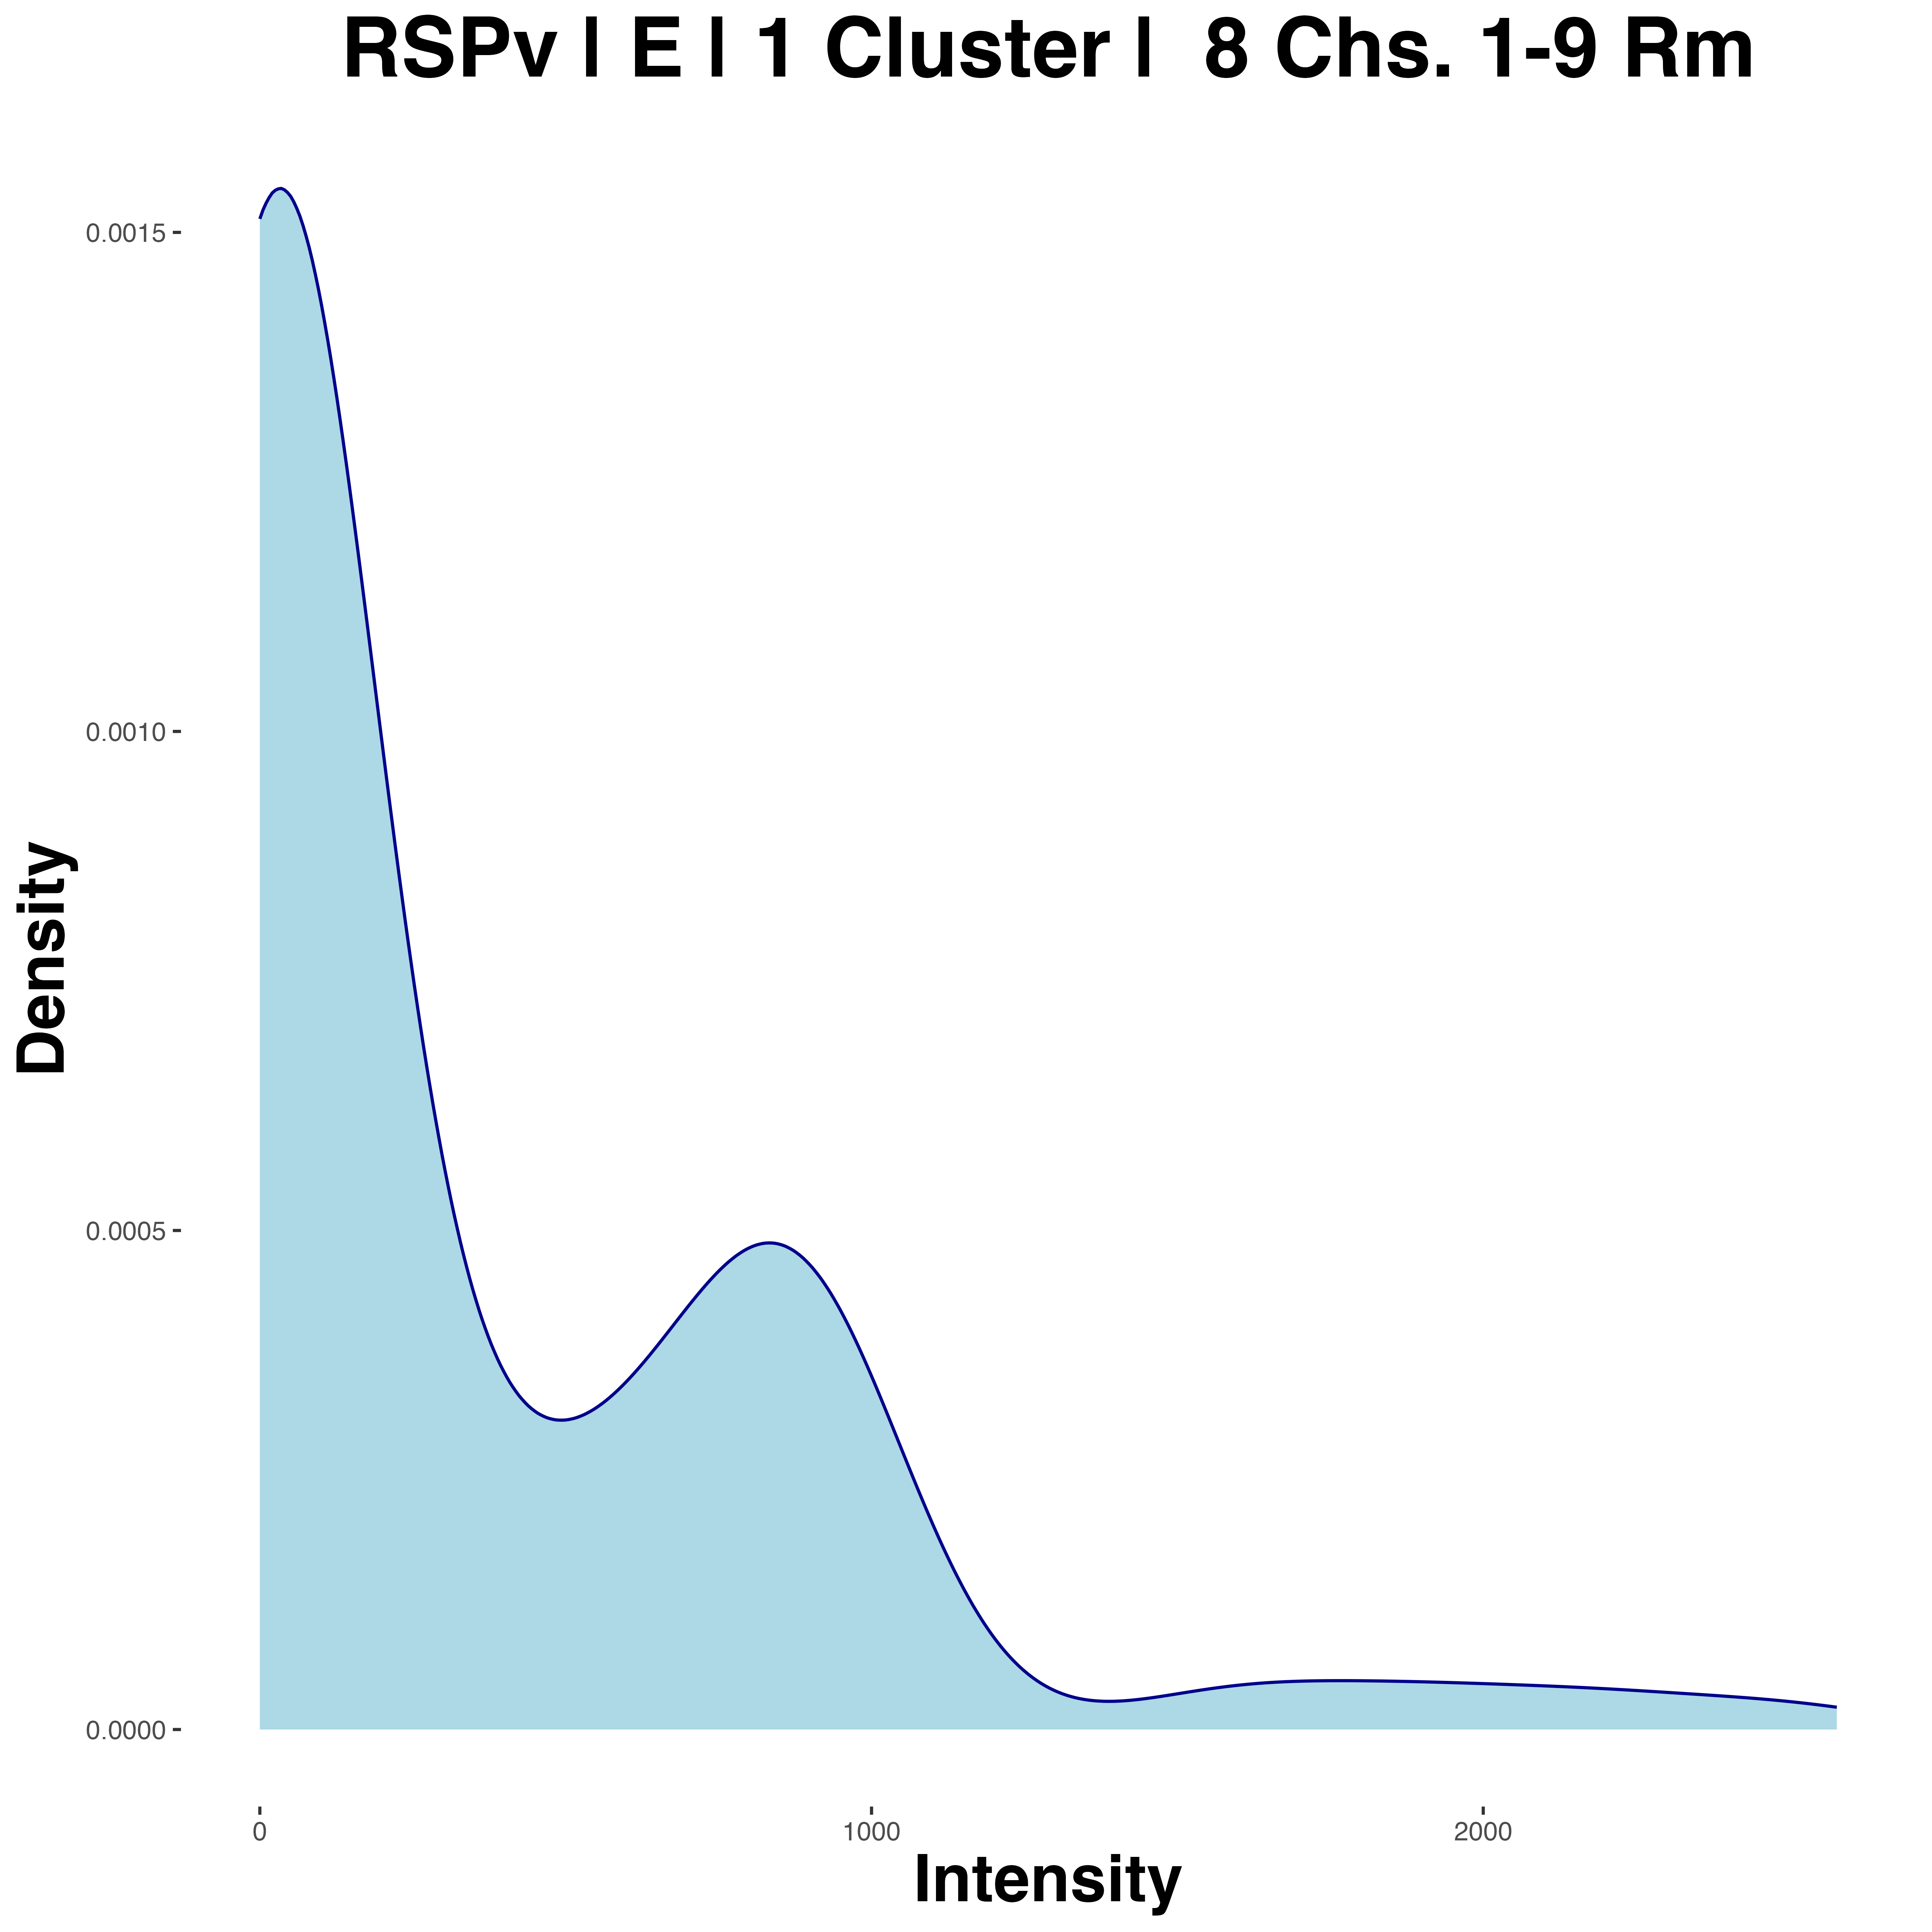 RSPv | E | 1 Cluster |  8 Chs. 1-9 Rm
Density
0.0015
0.0010
0.0005
0.0000
0 1000 2000
Intensity